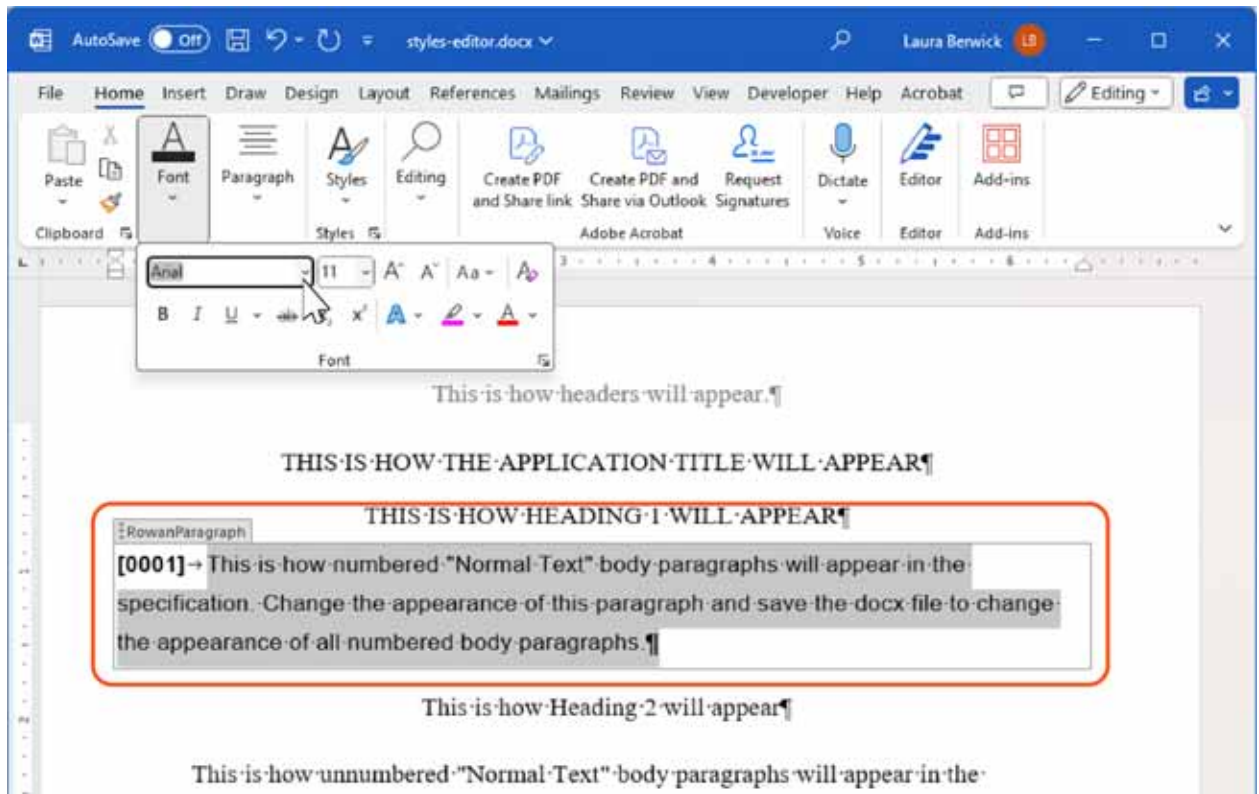 AutoSave Off styles-editor.docx Laura Berwick LB
File Home Insert Draw Design Layout References Mailings Review View Developer Help Acrobat Editing
Paste Font Paragraph Styles Editing Create PDF and Share link Create PDF and Share via Outlook Request Signatures Dictate Editor Add-ins
Clipboard Styles Adobe Acrobat Voice Editor Add-ins
Arial 11 A A Aa A
B I U ab x x² A A
Font
3 4 5 6
This is how headers will appear.¶
THIS IS HOW THE APPLICATION TITLE WILL APPEAR¶
THIS IS HOW HEADING 1 WILL APPEAR¶
RowanParagraph
[0001]→This is how numbered "Normal Text" body paragraphs will appear in the
specification. Change the appearance of this paragraph and save the docx file to change
the appearance of all numbered body paragraphs.¶
This is how Heading 2 will appear¶
This is how unnumbered "Normal Text" body paragraphs will appear in the